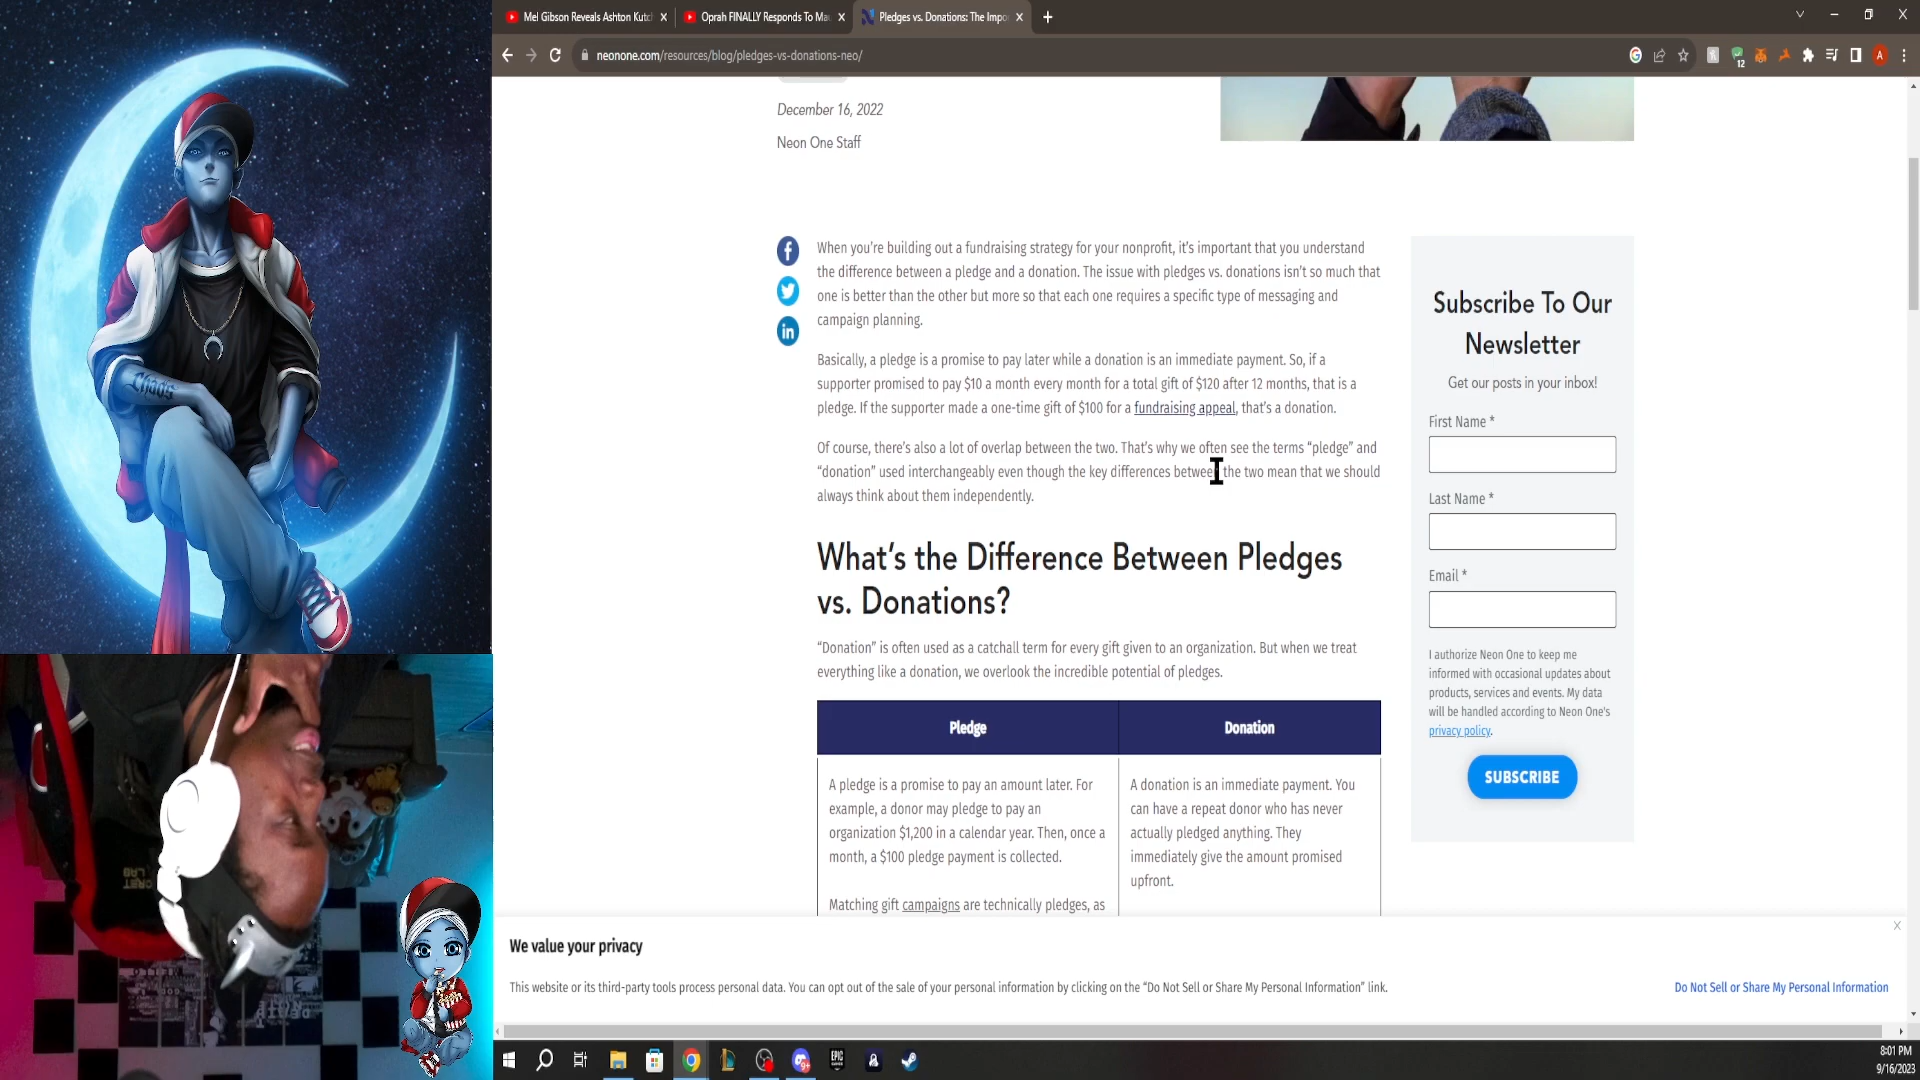 Mel Gibson Reveals Ashton Kutch
Oprah FINALLY Responds To Ma
Pledges vs. Donations: The Impo
neonone.com/resources/blog/pledges-vs-donations-neo/
12
A
December 16, 2022
Neon One Staff
When you're building out a fundraising strategy for your nonprofit, it's important that you understand
the difference between a pledge and a donation. The issue with pledges vs. donations isn't so much that
one is better than the other but more so that each one requires a specific type of messaging and
campaign planning.
Basically, a pledge is a promise to pay later while a donation is an immediate payment. So, if a
supporter promised to pay $10 a month every month for a total gift of $120 after 12 months, that is a
pledge. If the supporter made a one-time gift of $100 for a fundraising appeal, that's a donation.
Of course, there's also a lot of overlap between the two. That's why we often see the terms “pledge” and
“donation” used interchangeably even though the key differences between the two mean that we should
always think about them independently.
What's the Difference Between Pledges
vs. Donations?
“Donation” is often used as a catchall term for every gift given to an organization. But when we treat
everything like a donation, we overlook the incredible potential of pledges.
Pledge
Donation
A pledge is a promise to pay an amount later. For
example, a donor may pledge to pay an
organization $1,200 in a calendar year. Then, once a
month, a $100 pledge payment is collected.
Matching gift campaigns are technically pledges, as
A donation is an immediate payment. You
can have a repeat donor who has never
actually pledged anything. They
immediately give the amount promised
upfront.
Subscribe To Our
Newsletter
Get our posts in your inbox!
First Name *
Last Name *
Email *
I authorize Neon One to keep me
informed with occasional updates about
products, services and events. My data
will be handled according to Neon One's
privacy policy.
SUBSCRIBE
We value your privacy
This website or its third-party tools process personal data. You can opt out of the sale of your personal information by clicking on the “Do Not Sell or Share My Personal Information” link.
Do Not Sell or Share My Personal Information
Chaos
EPIC
8:01 PM
9/16/2023